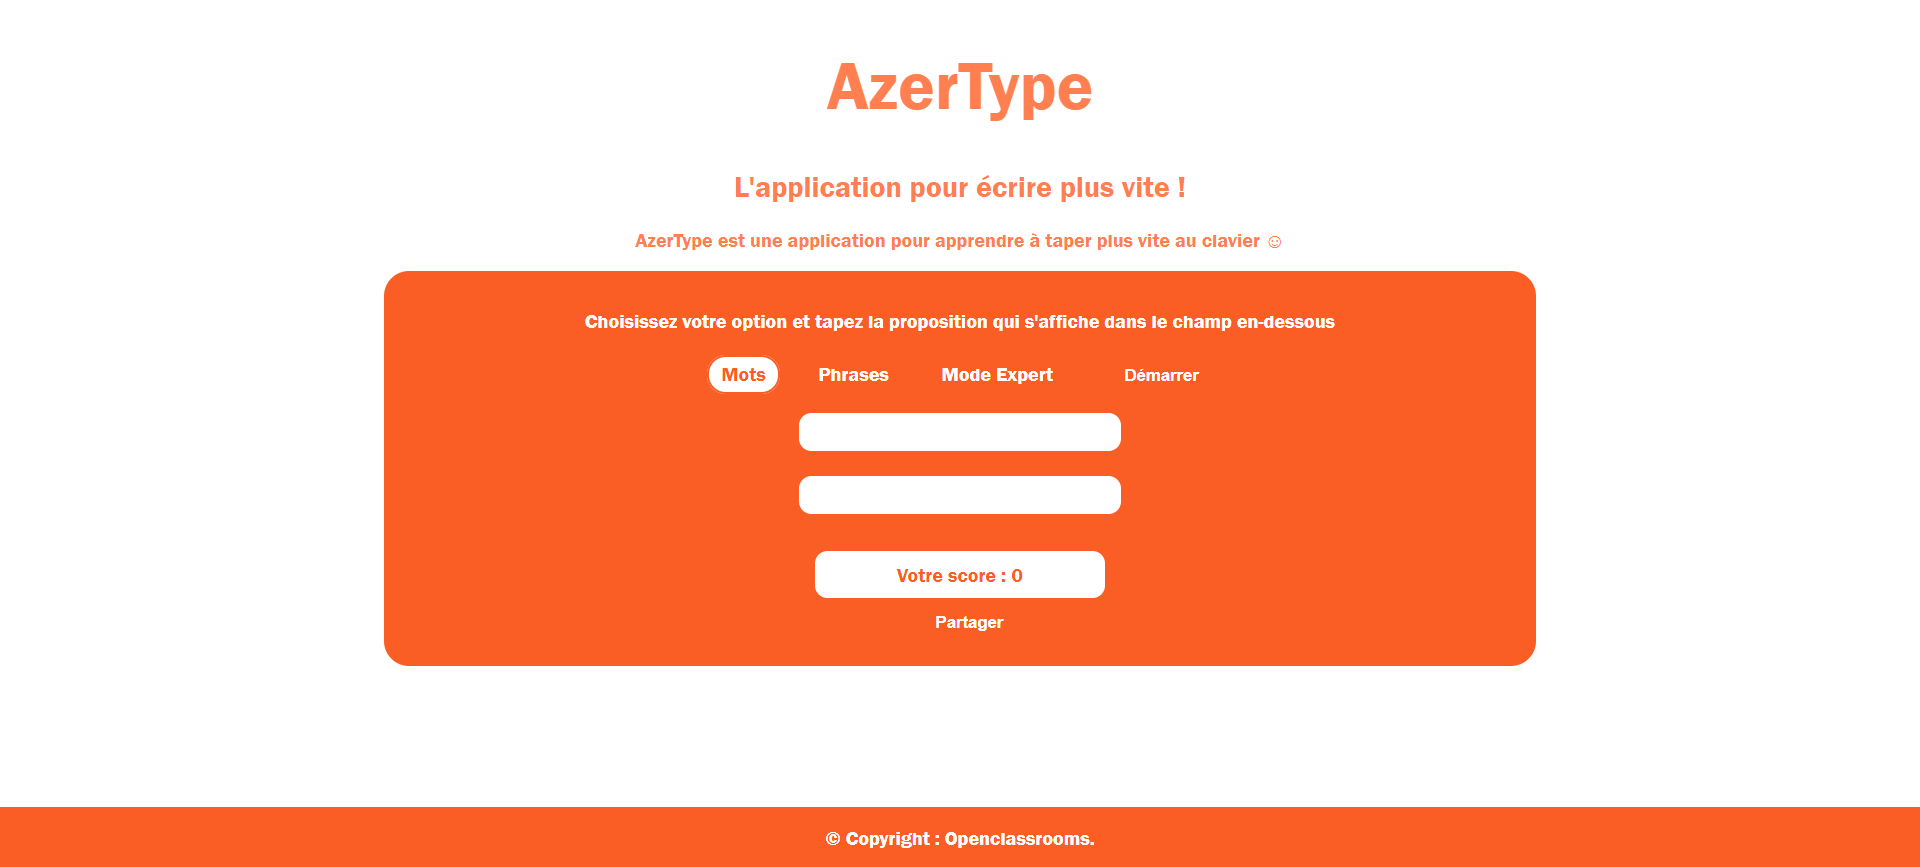 AzerType
L'application pour écrire plus vite !
AzerType est une application pour apprendre à taper plus vite au clavier ☺
Choisissez votre option et tapez la proposition qui s'affiche dans le champ en-dessous
Mots Phrases Mode Expert Démarrer
Votre score : 0
Partager
© Copyright : Openclassrooms.